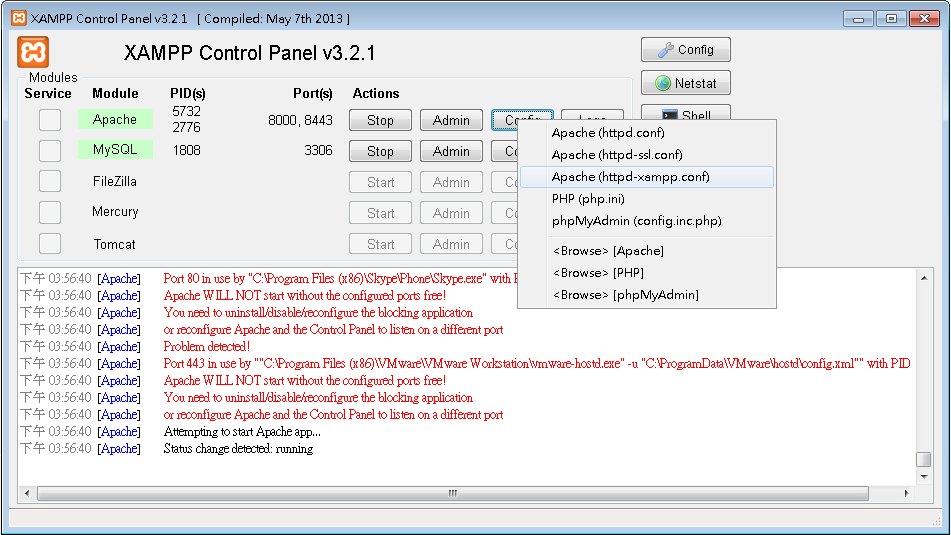 XAMPP Control Panel v3.2.1 [ Compiled: May 7th 2013 ]
XAMPP Control Panel v3.2.1
Config
Modules
Netstat
Service Module PID(s) Port(s) Actions
Shell
Apache 5732 2776 8000, 8443 Stop Admin Config Logs
MySQL 1808 3306 Stop Admin
FileZilla Start Admin
Mercury Start Admin
Tomcat Start Admin
Apache (httpd.conf)
Apache (httpd-ssl.conf)
Apache (httpd-xampp.conf)
PHP (php.ini)
phpMyAdmin (config.inc.php)
<Browse> [Apache]
<Browse> [PHP]
<Browse> [phpMyAdmin]
下午 03:56:40 [Apache] Port 80 in use by "C:\Program Files (x86)\Skype\Phone\Skype.exe" with
下午 03:56:40 [Apache] Apache WILL NOT start without the configured ports free!
下午 03:56:40 [Apache] You need to uninstall/disable/reconfigure the blocking application
下午 03:56:40 [Apache] or reconfigure Apache and the Control Panel to listen on a different port
下午 03:56:40 [Apache] Problem detected!
下午 03:56:40 [Apache] Port 443 in use by ""C:\Program Files (x86)\VMware\VMware Workstation\vmware-hostd.exe" -u "C:\ProgramData\VMware\hostd\config.xml"" with PID
下午 03:56:40 [Apache] Apache WILL NOT start without the configured ports free!
下午 03:56:40 [Apache] You need to uninstall/disable/reconfigure the blocking application
下午 03:56:40 [Apache] or reconfigure Apache and the Control Panel to listen on a different port
下午 03:56:40 [Apache] Attempting to start Apache app...
下午 03:56:40 [Apache] Status change detected: running